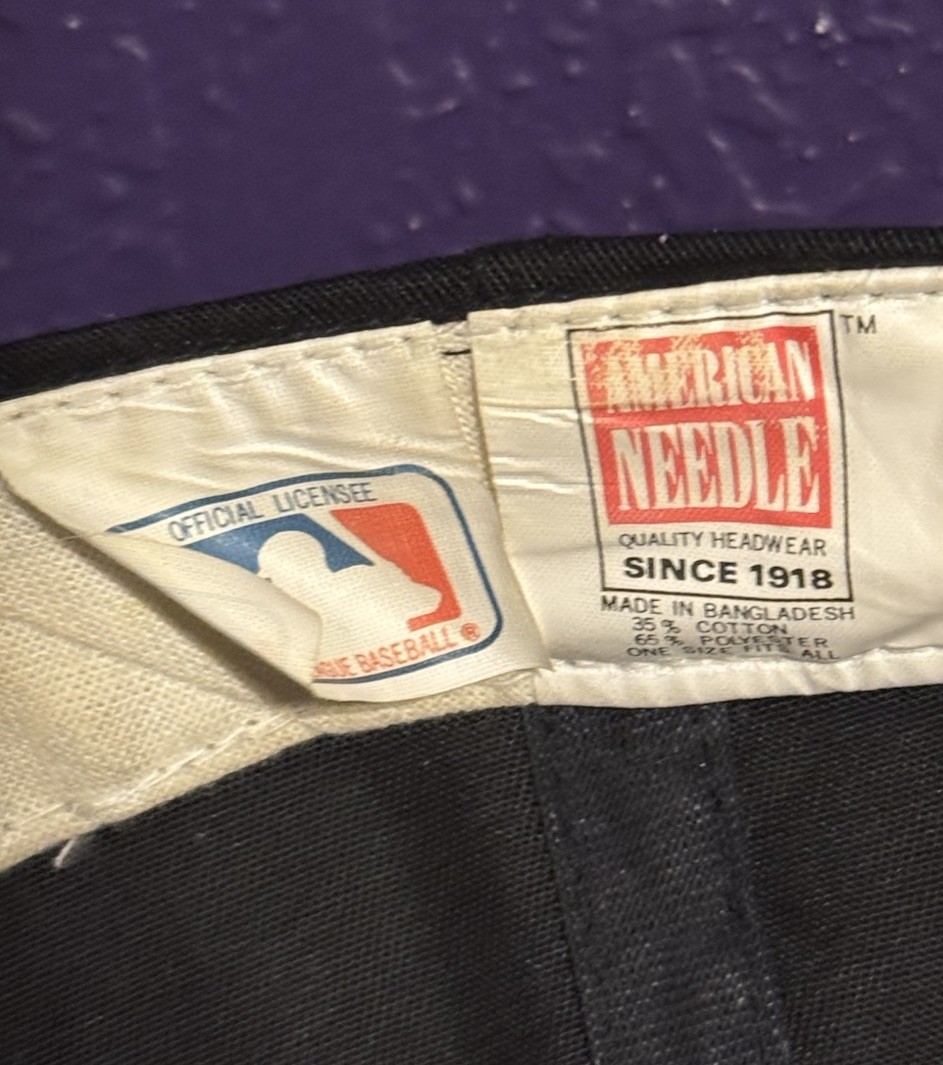 OFFICIAL LICENSEE
BASEBALL ®
AMERICAN
NEEDLE
TM
QUALITY HEADWEAR
SINCE 1918
MADE IN BANGLADESH
35% COTTON
65% POLYESTER
ONE SIZE FITS ALL